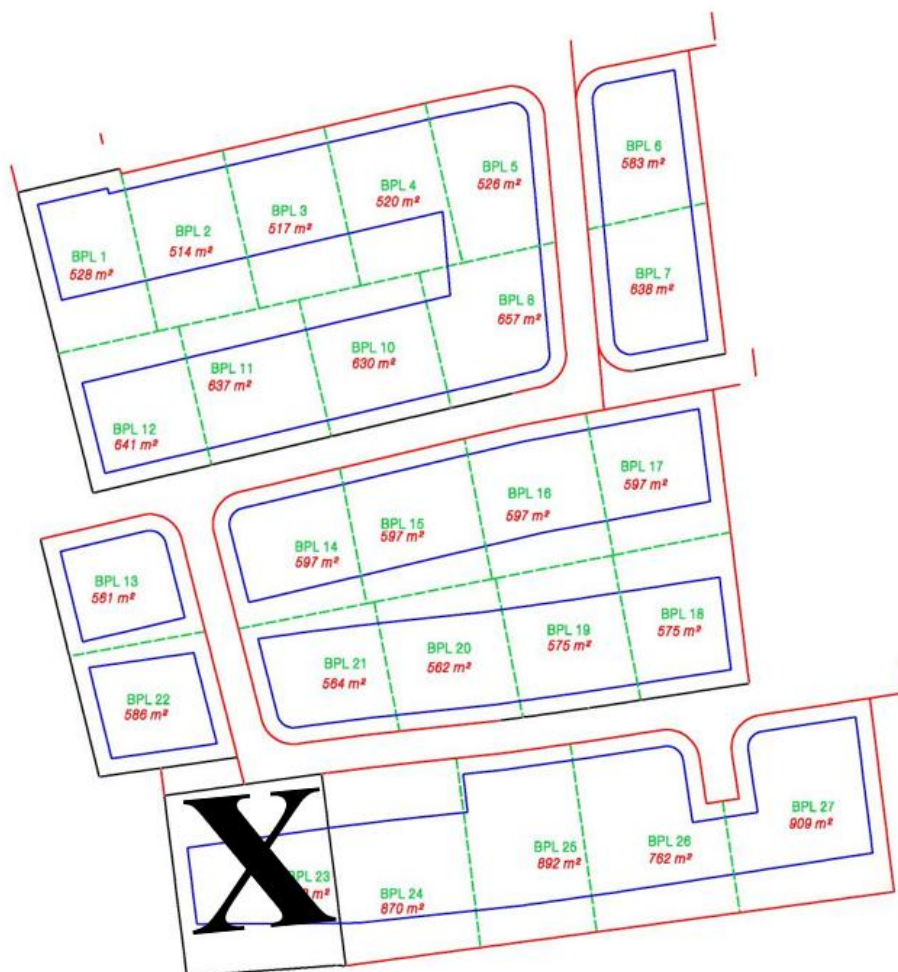 BPL 6
563 m²
BPL 5
526 m²
BPL 4
520 m²
BPL 3
517 m²
BPL 2
514 m²
BPL 1
528 m²
BPL 7
638 m²
BPL 8
657 m²
BPL 10
630 m²
BPL 11
637 m²
BPL 12
641 m²
BPL 17
597 m²
BPL 16
597 m²
BPL 15
597 m²
BPL 14
597 m²
BPL 13
561 m²
BPL 18
575 m²
BPL 19
575 m²
BPL 20
562 m²
BPL 21
564 m²
BPL 22
586 m²
X
BPL 23
m²
BPL 24
870 m²
BPL 25
892 m²
BPL 26
762 m²
BPL 27
909 m²